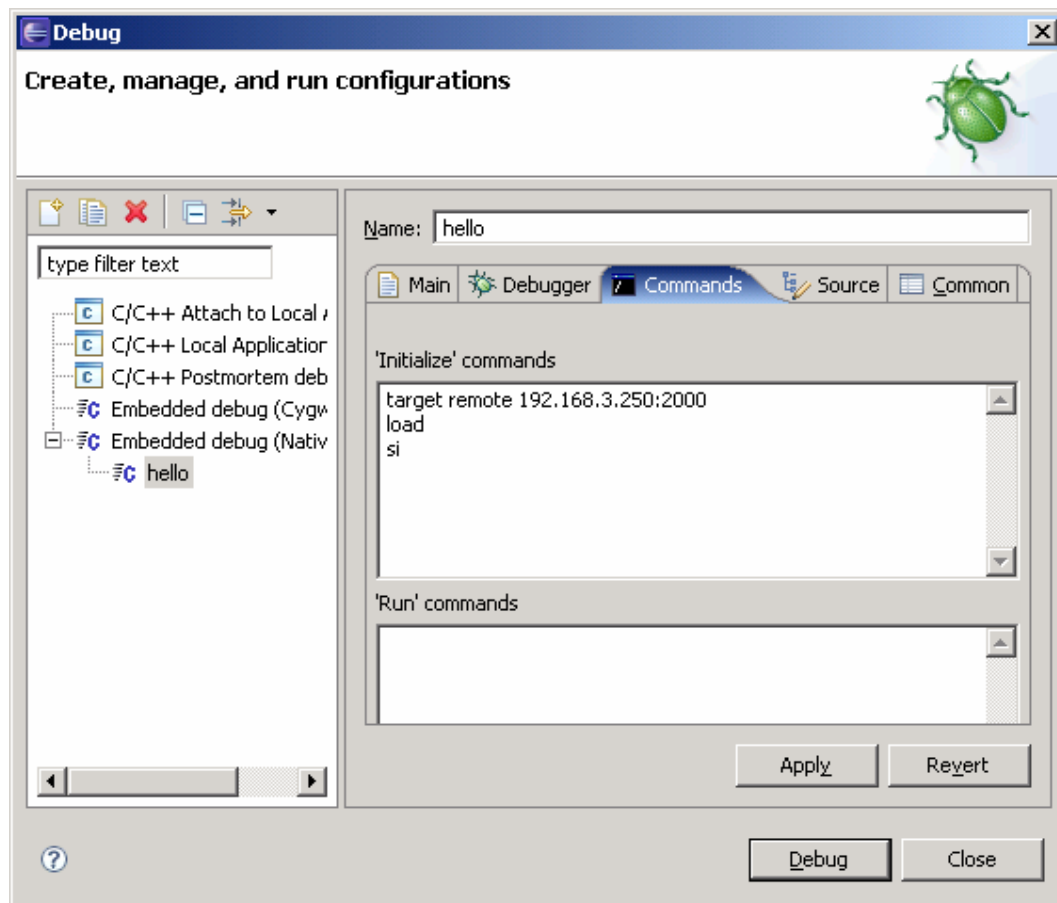 Debug
Create, manage, and run configurations
Name: hello
type filter text
Main Debugger Commands Source Common
C/C++ Attach to Local
C/C++ Local Application
C/C++ Postmortem deb
Embedded debug (Cygw
Embedded debug (Nativ
hello
'Initialize' commands
target remote 192.168.3.250:2000
load
si
'Run' commands
Apply Revert
Debug Close